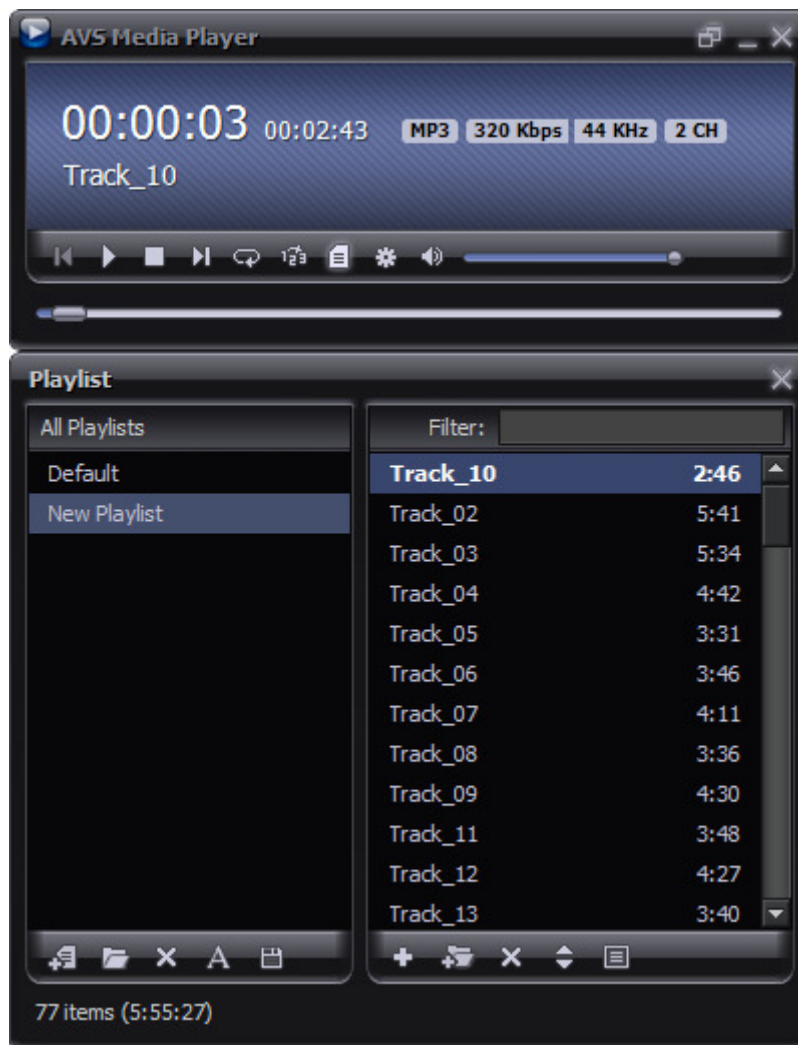 AVS Media Player
00:00:03 00:02:43 MP3 320 Kbps 44 KHz 2 CH
Track_10
Playlist
All Playlists
Default
New Playlist
Filter:
Track_10 2:46
Track_02 5:41
Track_03 5:34
Track_04 4:42
Track_05 3:31
Track_06 3:46
Track_07 4:11
Track_08 3:36
Track_09 4:30
Track_11 3:48
Track_12 4:27
Track_13 3:40
77 items (5:55:27)